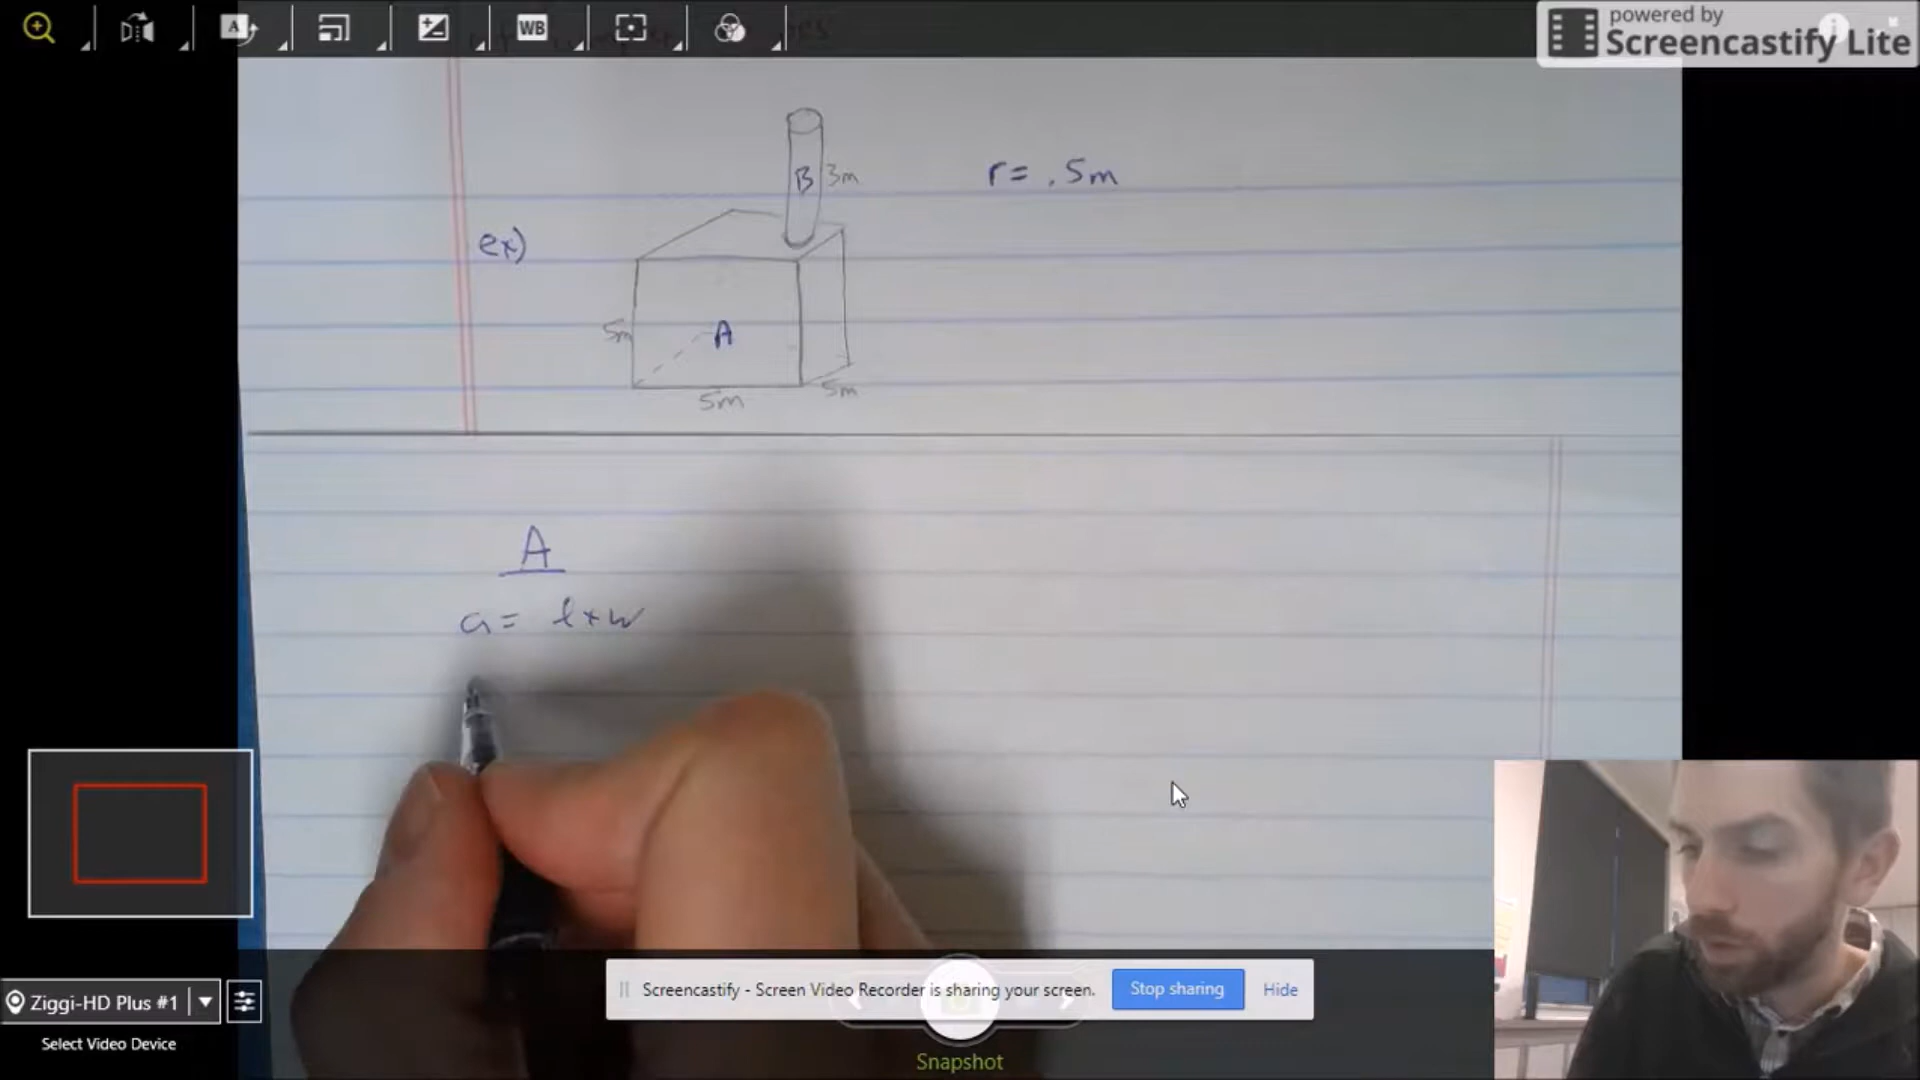 A
WB
powered by
Screencastify Lite
B 3m
r= .5m
ex)
5m
A
5m
5m
A
a= l×w
Ziggi-HD Plus #1
Select Video Device
Screencastify - Screen Video Recorder is sharing your screen.
Stop sharing
Hide
Snapshot